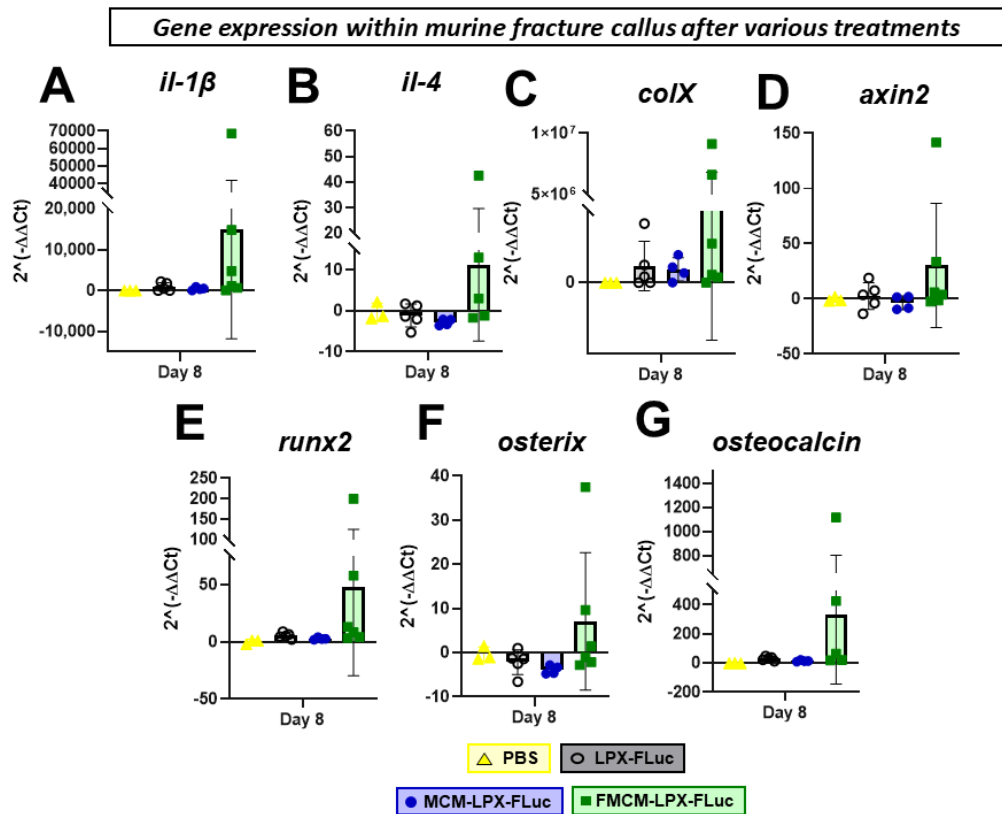 Gene expression within murine fracture callus after various treatments
A
il-1β
2^(-ΔΔCt)
70000
60000
50000
40000
20,000
10,000
0
-10,000
Day 8
B
il-4
2^(-ΔΔCt)
60
50
40
30
20
10
0
-10
Day 8
C
colX
2^(-ΔΔCt)
1×10⁷
5×10⁶
0
Day 8
D
axin2
2^(-ΔΔCt)
150
100
50
0
-50
Day 8
E
runx2
2^(-ΔΔCt)
250
200
150
100
50
0
-50
Day 8
F
osterix
2^(-ΔΔCt)
40
30
20
10
0
-10
Day 8
G
osteocalcin
2^(-ΔΔCt)
1400
1200
1000
800
600
400
200
0
-200
Day 8
PBS
LPX-FLuc
MCM-LPX-FLuc
FMCM-LPX-FLuc